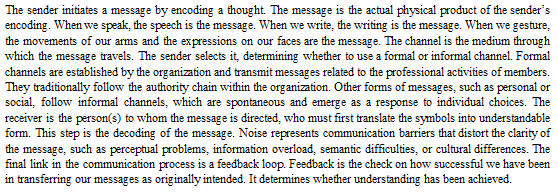 The sender initiates a message by encoding a thought. The message is the actual physical product of the sender's
encoding. When we speak, the speech is the message. When we write, the writing is the message. When we gesture,
the movements of our arms and the expressions on our faces are the message. The channel is the medium through
which the message travels. The sender selects it, determining whether to use a formal or informal channel. Formal
channels are established by the organization and transmit messages related to the professional activities of members.
They traditionally follow the authority chain within the organization. Other forms of messages, such as personal or
social, follow informal channels, which are spontaneous and emerge as a response to individual choices. The
receiver is the person(s) to whom the message is directed, who must first translate the symbols into understandable
form. This step is the decoding of the message. Noise represents communication barriers that distort the clarity of
the message, such as perceptual problems, information overload, semantic difficulties, or cultural differences. The
final link in the communication process is a feedback loop. Feedback is the check on how successful we have been
in transferring our messages as originally intended. It determines whether understanding has been achieved.